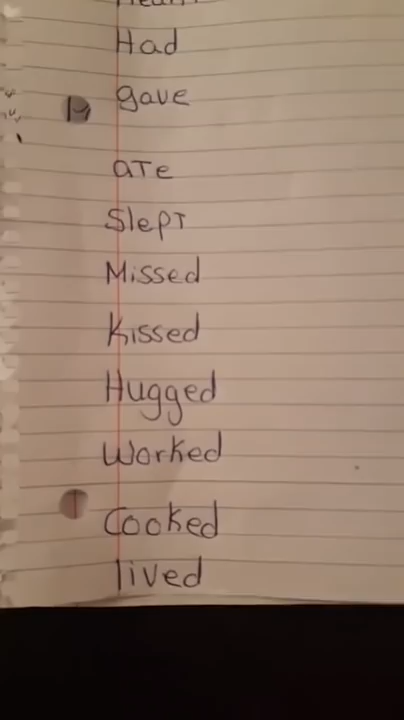 Had
gave
ate
Slept
Missed
Kissed
Hugged
Worked
Cooked
lived